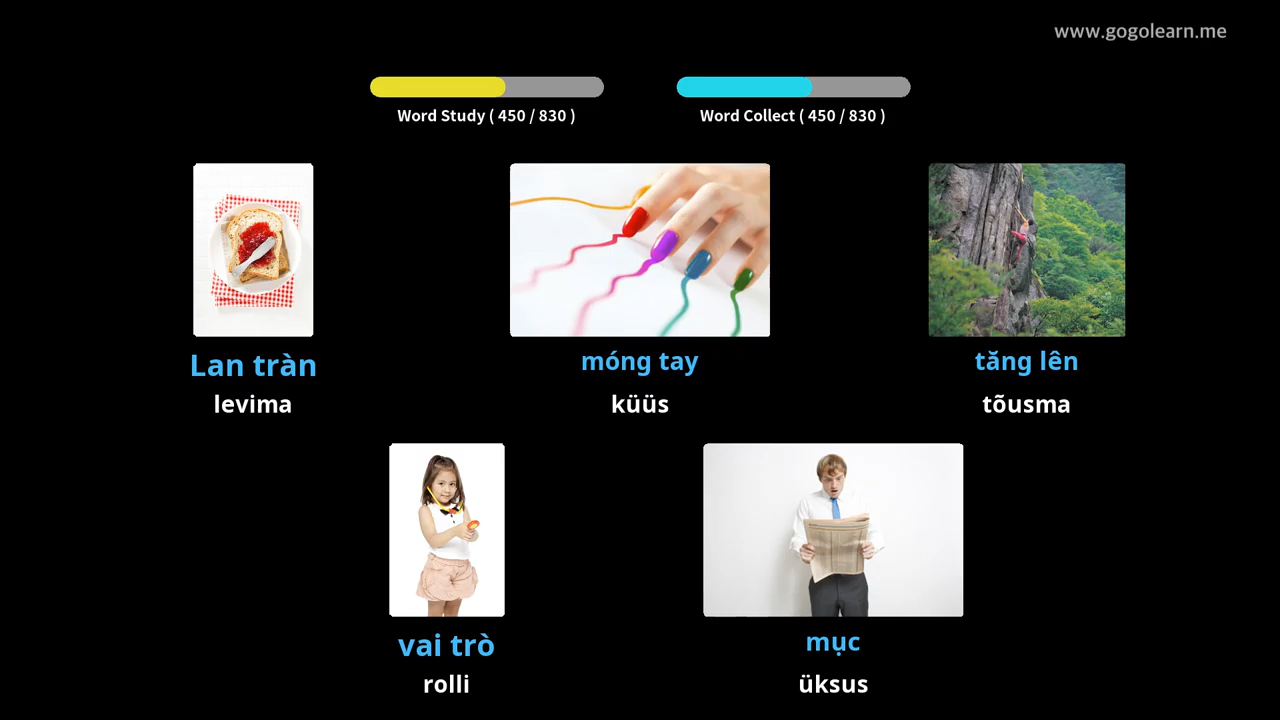 www.gogolearn.me
Word Study ( 450 / 830 )
Word Collect ( 450 / 830 )
Lan tràn
levima
móng tay
küüs
tăng lên
tõusma
vai trò
rolli
mục
üksus